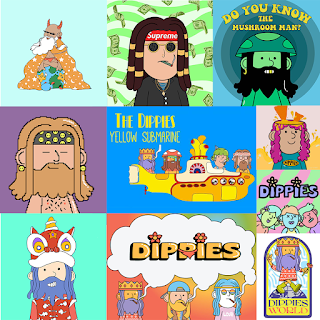 Supreme
DO YOU KNOW
THE
MUSHROOM MAN?
THE DIPPIES
YELLOW SUBMARINE
DIPPIES
DIPPIES
DIPPIES
WORLD